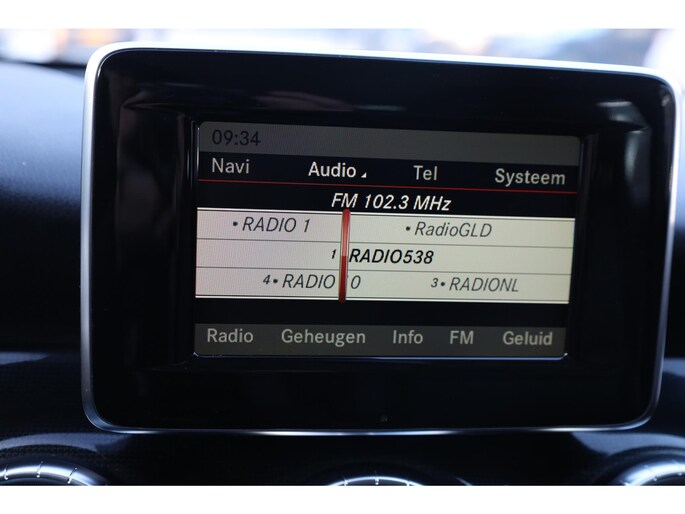 09:34
Navi Audio Tel Systeem
FM 102.3 MHz
• RADIO 1 • RadioGLD
1 RADIO538
4• RADIO 0 3• RADIONL
Radio Geheugen Info FM Geluid